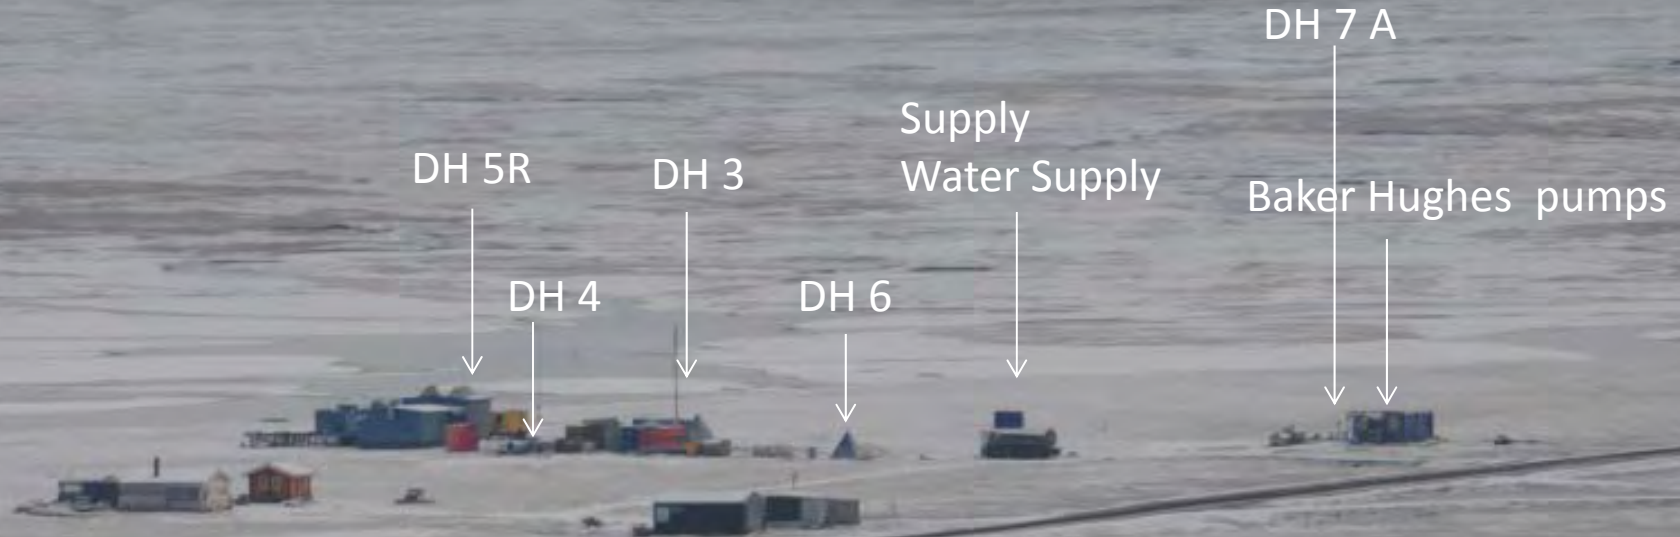 DH 7 A
Supply
Water Supply
DH 5R
DH 3
Baker Hughes  pumps
DH 4
DH 6